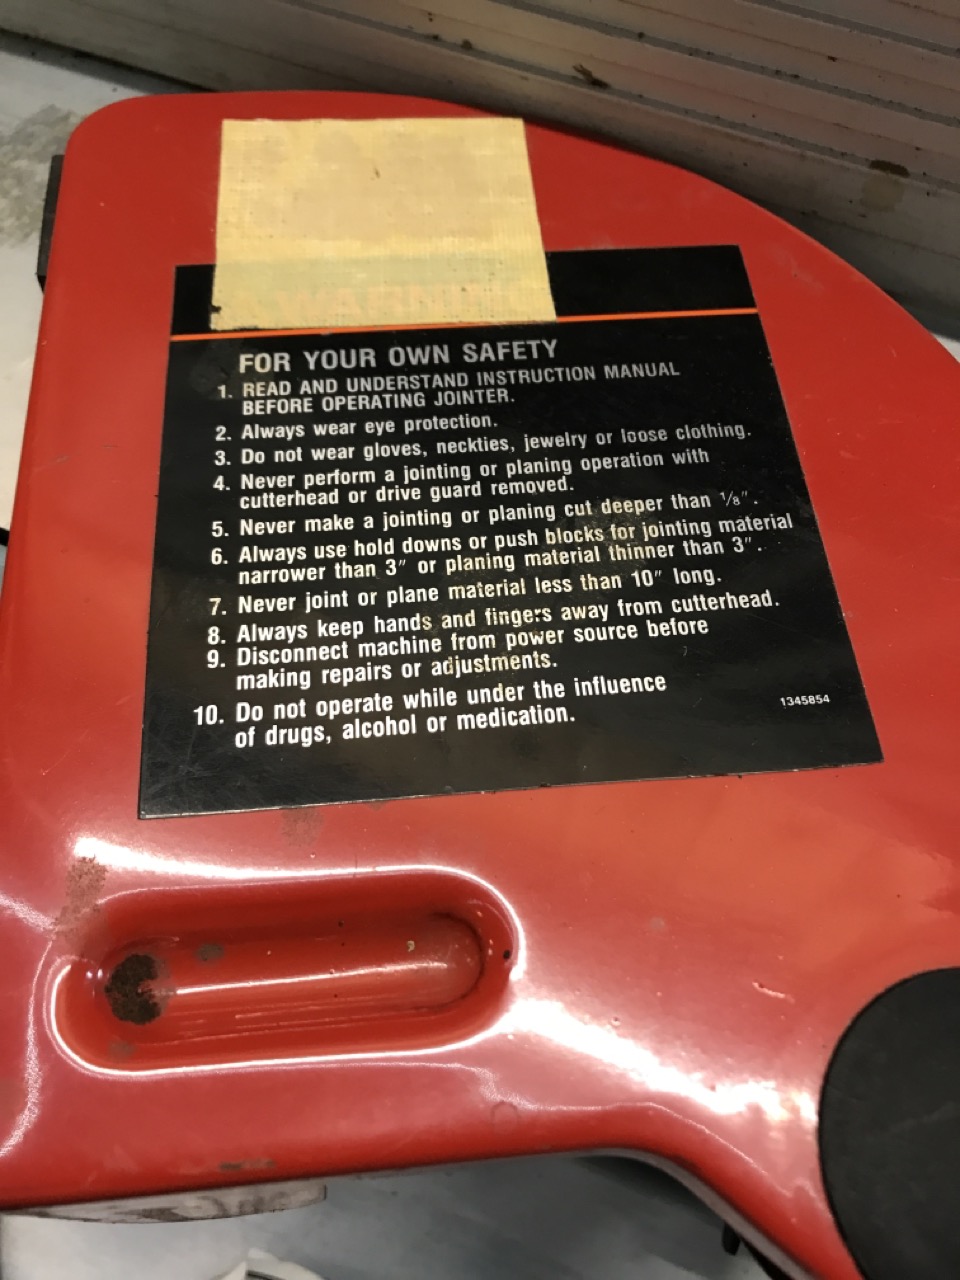 WARNING
FOR YOUR OWN SAFETY
1. READ AND UNDERSTAND INSTRUCTION MANUAL
BEFORE OPERATING JOINTER.
2. Always wear eye protection.
3. Do not wear gloves, neckties, jewelry or loose clothing.
4. Never perform a jointing or planing operation with
cutterhead or drive guard removed.
5. Never make a jointing or planing cut deeper than 1/8".
6. Always use hold downs or push blocks for jointing material
narrower than 3" or planing material thinner than 3".
7. Never joint or plane material less than 10" long.
8. Always keep hands and fingers away from cutterhead.
9. Disconnect machine from power source before
making repairs or adjustments.
10. Do not operate while under the influence
of drugs, alcohol or medication.
1345854